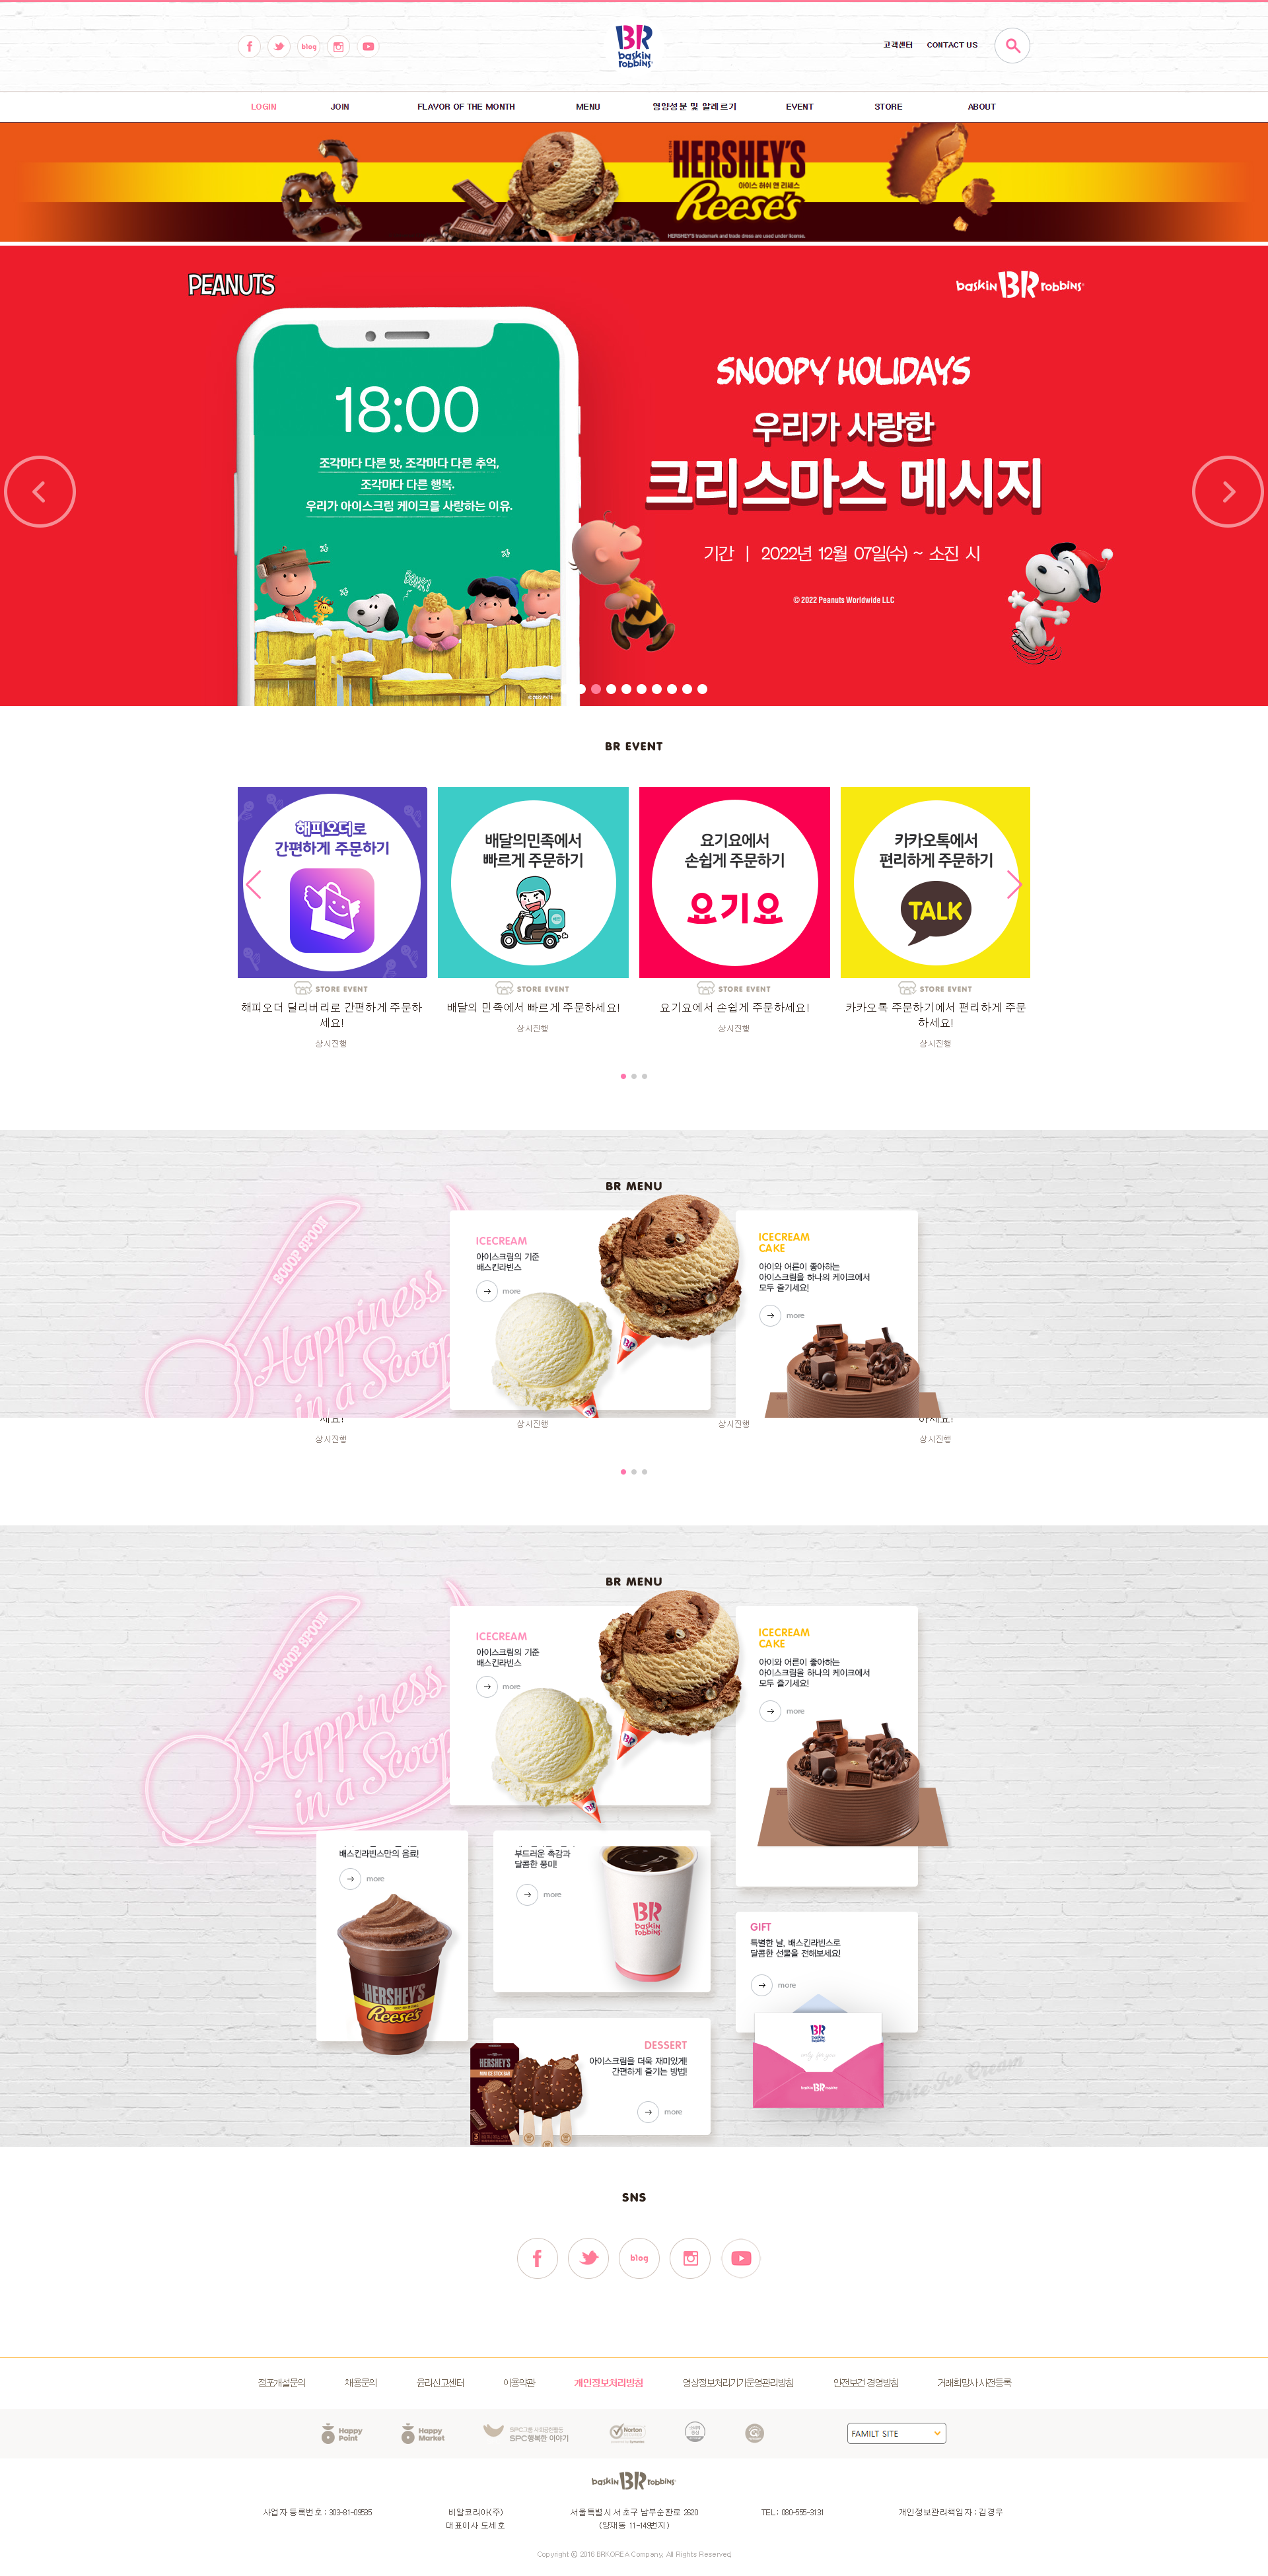 blog
BR
baskin
robbins
고객센터 CONTACT US
LOGIN JOIN FLAVOR OF THE MONTH MENU 영양성분 및 알레르기 EVENT STORE ABOUT
HERSHEY'S
아이스 허쉬 앤 리세스
Reese's
HERSHEY'S trademark and trade dress are used under license.
PEANUTS
baskin BR robbins
18:00
조각마다 다른 맛, 조각마다 다른 추억,
조각마다 다른 행복.
우리가 아이스크림 케이크를 사랑하는 이유.
SNOOPY HOLIDAYS
우리가 사랑한
크리스마스 메시지
기간 | 2022년 12월 07일(수) ~ 소진 시
© 2022 Peanuts Worldwide LLC
BR EVENT
해피오더로
간편하게 주문하기
배달의민족에서
빠르게 주문하기
요기요에서
손쉽게 주문하기
요기요
카카오톡에서
편리하게 주문하기
TALK
STORE EVENT
해피오더 딜리버리로 간편하게 주문하
세요!
상시진행
STORE EVENT
배달의 민족에서 빠르게 주문하세요!
상시진행
STORE EVENT
요기요에서 손쉽게 주문하세요!
상시진행
STORE EVENT
카카오톡 주문하기에서 편리하게 주문
하세요!
상시진행
BR MENU
Happiness
in a Scoop
ICECREAM
아이스크림의 기준
배스킨라빈스
more
ICECREAM
CAKE
아이와 어른이 좋아하는
아이스크림을 하나의 케이크에서
모두 즐기세요!
more
세요!
상시진행
상시진행
상시진행
하세요!
상시진행
BR MENU
Happiness
in a Scoop
ICECREAM
아이스크림의 기준
배스킨라빈스
more
ICECREAM
CAKE
아이와 어른이 좋아하는
아이스크림을 하나의 케이크에서
모두 즐기세요!
more
배스킨라빈스만의 음료!
more
HERSHEY'S
Reese's
부드러운 촉감과
달콤한 풍미!
more
BR
baskin
robbins
GIFT
특별한 날, 배스킨라빈스로
달콤한 선물을 전해보세요!
more
BR
baskin BR robbins
My Favorite Ice Cream
DESSERT
아이스크림을 더욱 재미있게!
간편하게 즐기는 방법!
more
HERSHEY'S
SNS
blog
점포개설문의 채용문의 윤리신고센터 이용약관 개인정보처리방침 영상정보처리기기운영관리방침 안전보건 경영방침 거래희망사 사전등록
Happy
Point
Happy
Market
SPC그룹 사회공헌활동
SPC행복한 이야기
Norton
FAMILT SITE
baskin BR robbins
사업자 등록번호 : 303-81-09535
비알코리아(주)
대표이사 도세호
서울특별시 서초구 남부순환로 2620
(양재동 11-149번지)
TEL : 080-555-3131
개인정보관리책임자 : 김경우
Copyright ⓒ 2016 BRKOREA Company, All Rights Reserved.